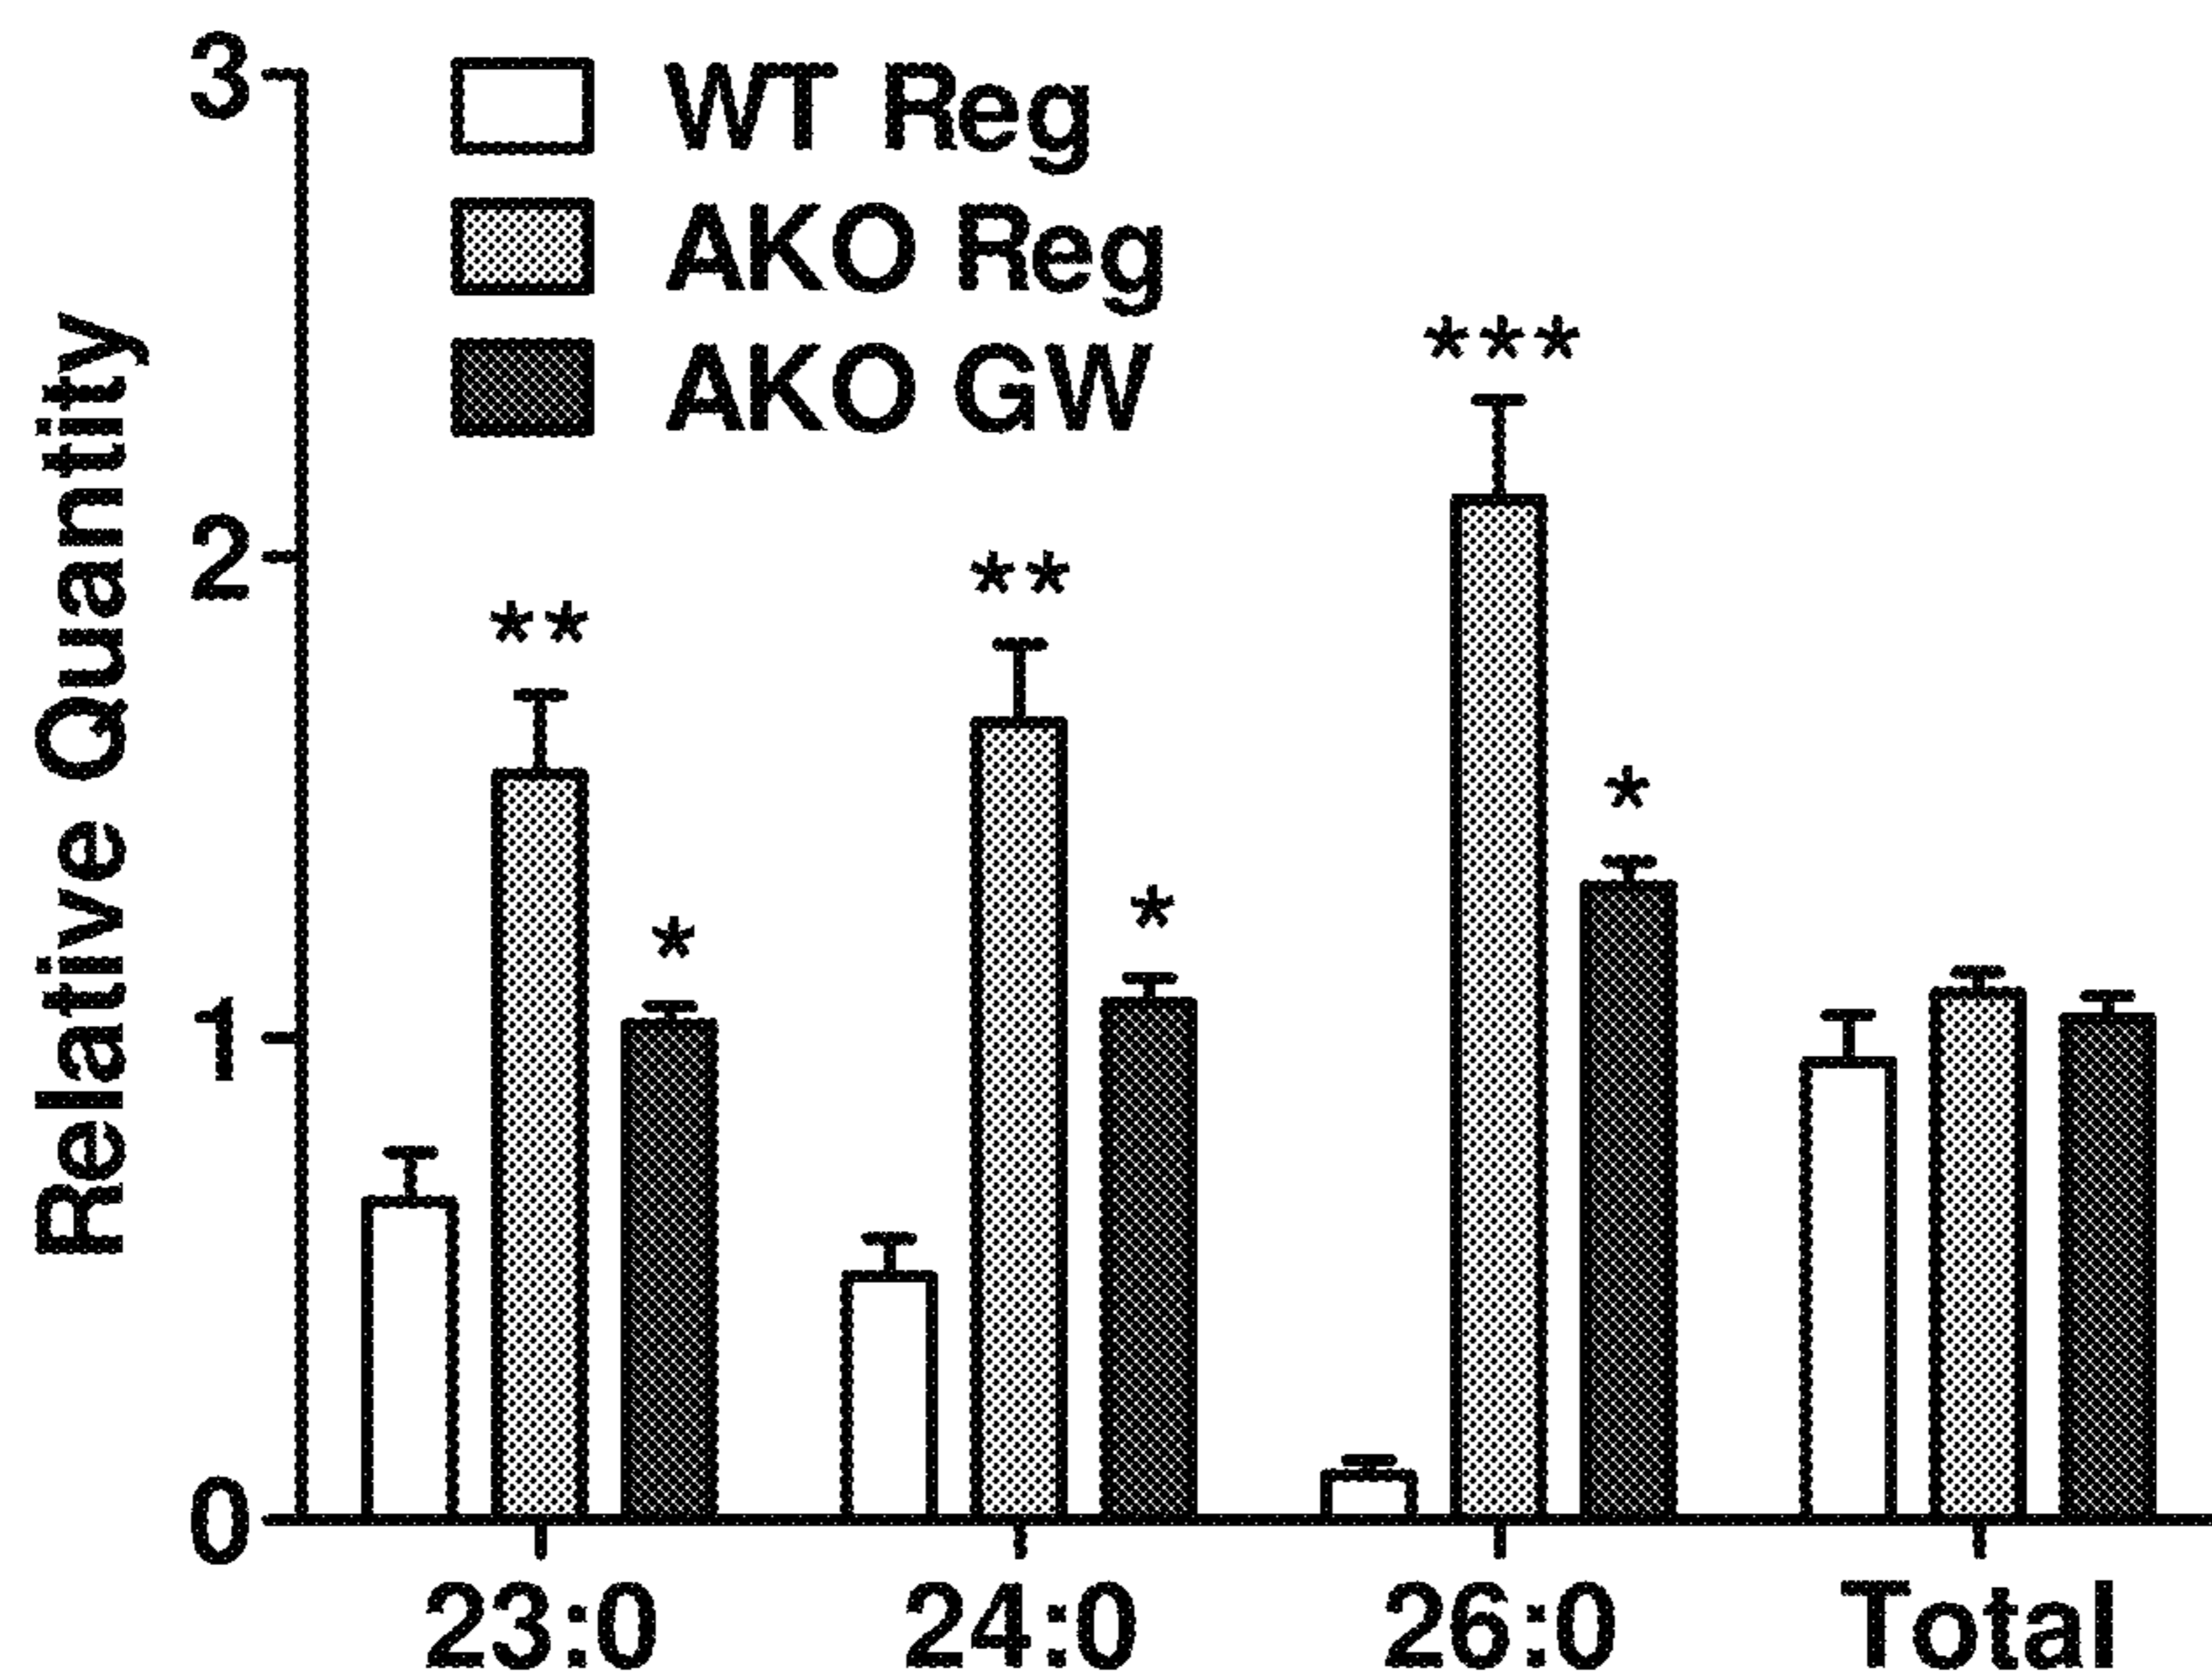 Relative Quantity
3
2
1
0
WT Reg
AKO Reg
AKO GW
**
*
**
*
***
*
23:0
24:0
26:0
Total